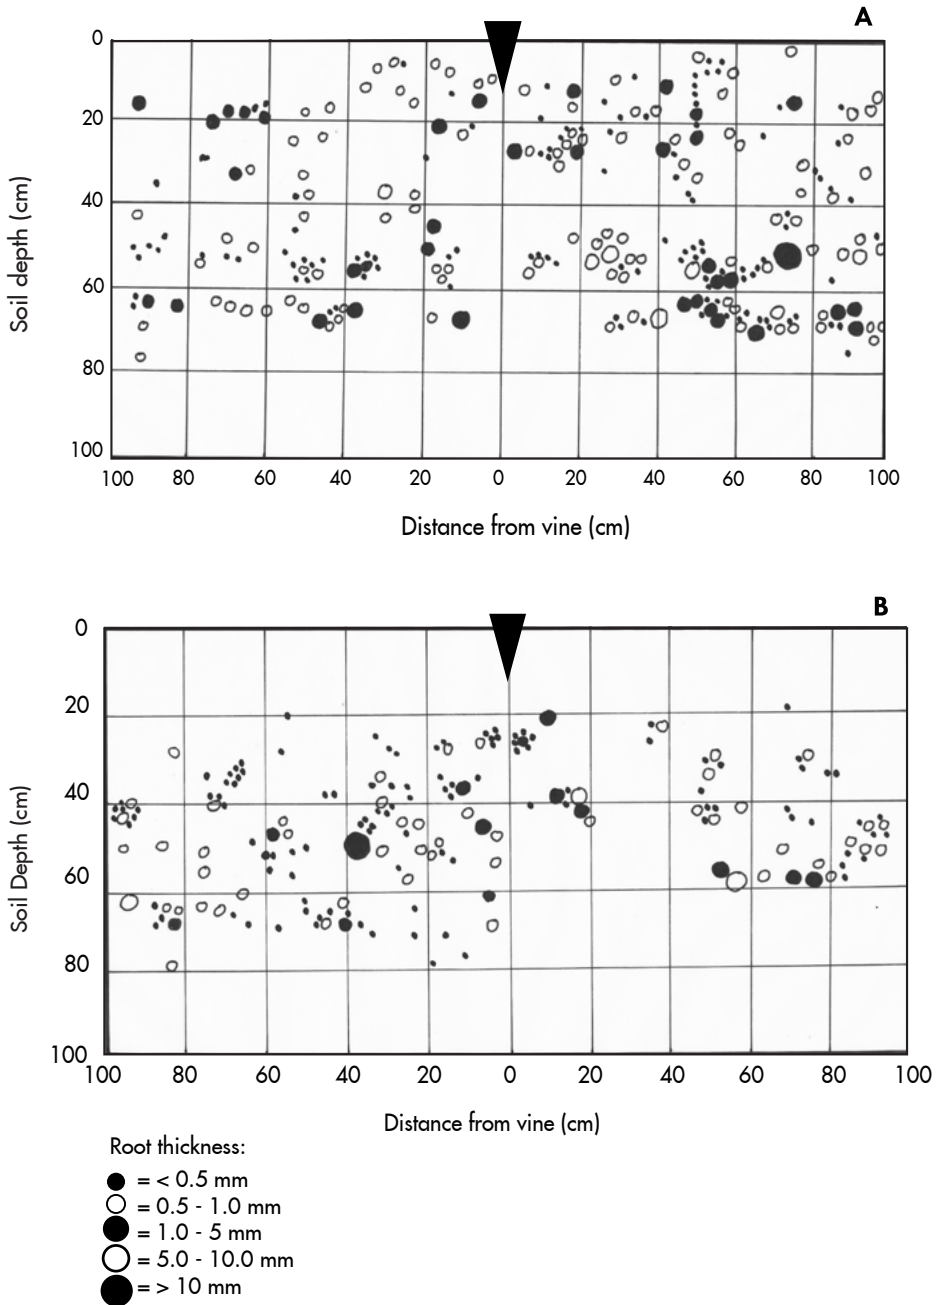 A
0
20
40
60
80
100
Soil depth (cm)
100 80 60 40 20 0 20 40 60 80 100
Distance from vine (cm)
B
0
20
40
60
80
100
Soil Depth (cm)
100 80 60 40 20 0 20 40 60 80 100
Distance from vine (cm)
Root thickness:
= < 0.5 mm
= 0.5 - 1.0 mm
= 1.0 - 5 mm
= 5.0 - 10.0 mm
= > 10 mm